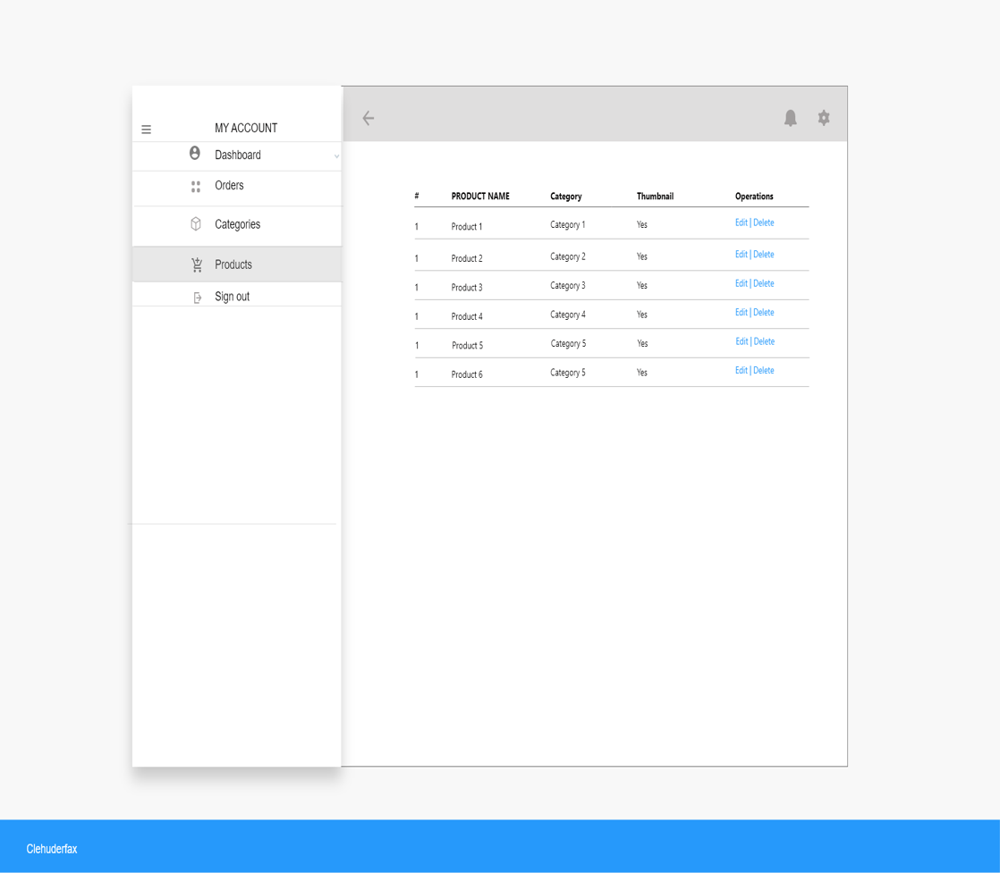 MY ACCOUNT
Dashboard
Orders
Categories
Products
Sign out
# PRODUCT NAME Category Thumbnail Operations
1 Product 1 Category 1 Yes Edit | Delete
1 Product 2 Category 2 Yes Edit | Delete
1 Product 3 Category 3 Yes Edit | Delete
1 Product 4 Category 4 Yes Edit | Delete
1 Product 5 Category 5 Yes Edit | Delete
1 Product 6 Category 5 Yes Edit | Delete
Clehuderfax